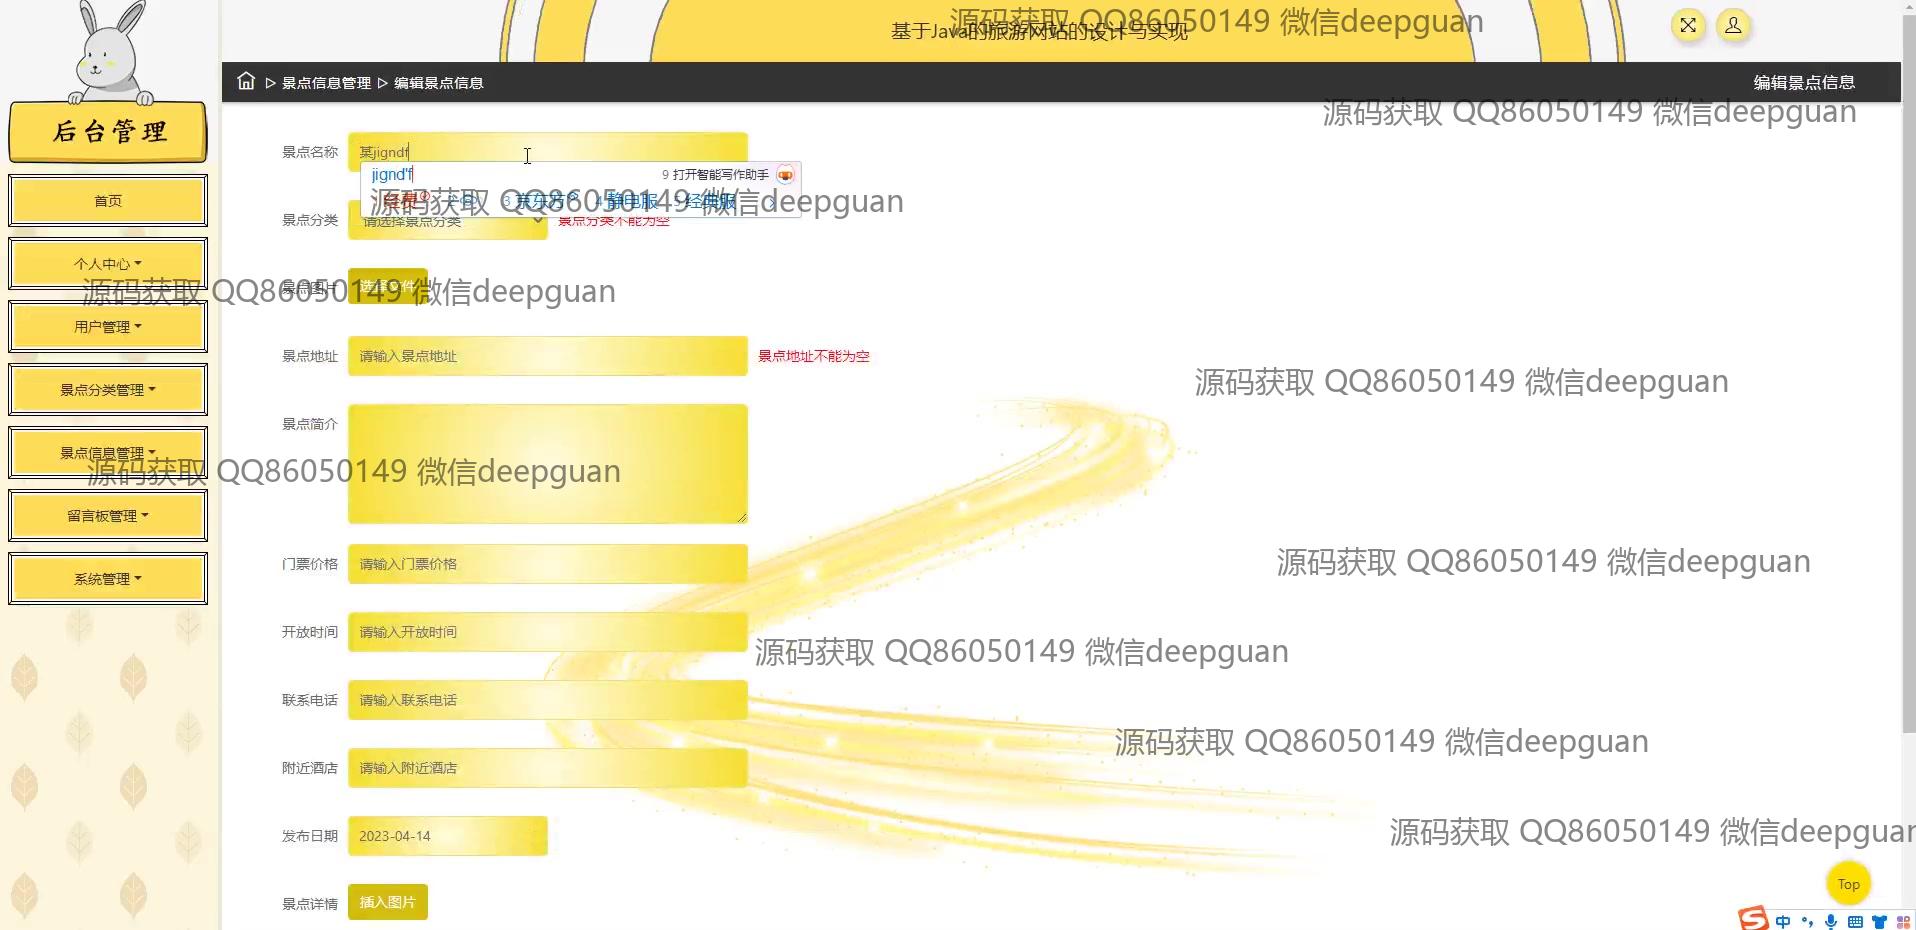 基于Java的旅游网站的设计与实现
源码获取 QQ86050149 微信deepguan
后台管理
首页
个人中心
用户管理
景点分类管理
景点信息管理
留言板管理
系统管理
景点信息管理 编辑景点信息
编辑景点信息
源码获取 QQ86050149 微信deepguan
景点名称 某jigndf
jignd'f 9 打开智能写作助手
3 京东方 4 静电服 5 经典服
源码获取 QQ86050149 微信deepguan
景点分类 请选择景点分类 景点分类不能为空
景点图片 选择文件
源码获取 QQ86050149 微信deepguan
景点地址 请输入景点地址 景点地址不能为空
源码获取 QQ86050149 微信deepguan
景点简介
源码获取 QQ86050149 微信deepguan
门票价格 请输入门票价格
源码获取 QQ86050149 微信deepguan
开放时间 请输入开放时间
源码获取 QQ86050149 微信deepguan
联系电话 请输入联系电话
源码获取 QQ86050149 微信deepguan
附近酒店 请输入附近酒店
发布日期 2023-04-14
源码获取 QQ86050149 微信deepguan
景点详情 插入图片
Top
中